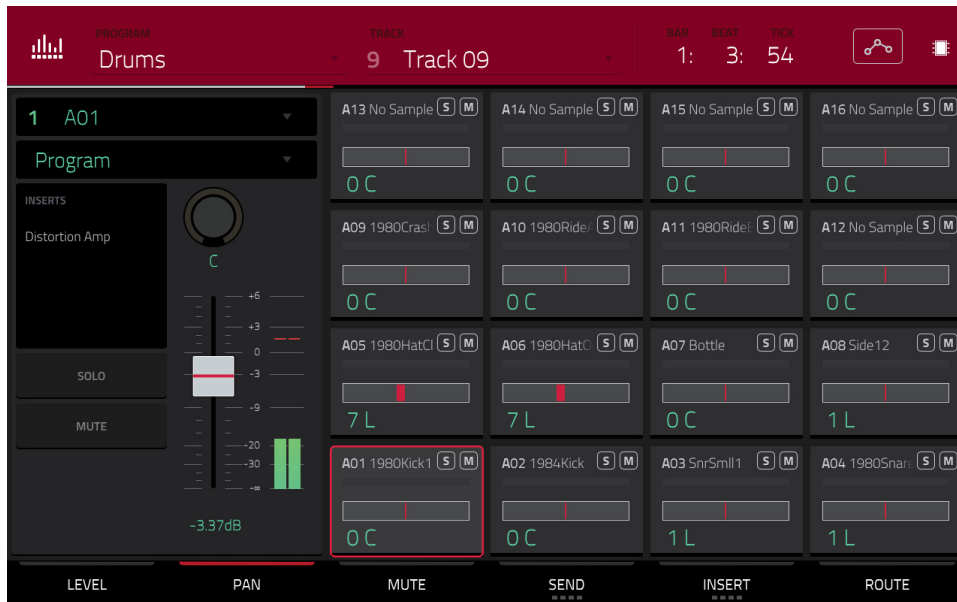 PROGRAM
Drums
TRACK
9 Track 09
BAR BEAT TICK
1: 3: 54
1 A01
Program
INSERTS
Distortion Amp
C
+6
+3
0
-3
-9
-20
-30
-∞
-3.37dB
SOLO
MUTE
A13 No Sample S M
0 C
A14 No Sample S M
0 C
A15 No Sample S M
0 C
A16 No Sample S M
0 C
A09 1980Crash S M
0 C
A10 1980RideA S M
0 C
A11 1980RideB S M
0 C
A12 No Sample S M
0 C
A05 1980HatCl S M
7 L
A06 1980HatO S M
7 L
A07 Bottle S M
0 C
A08 Side12 S M
1 L
A01 1980Kick1 S M
0 C
A02 1984Kick S M
0 C
A03 SnrSmll1 S M
1 L
A04 1980Snare S M
1 L
LEVEL PAN MUTE SEND INSERT ROUTE